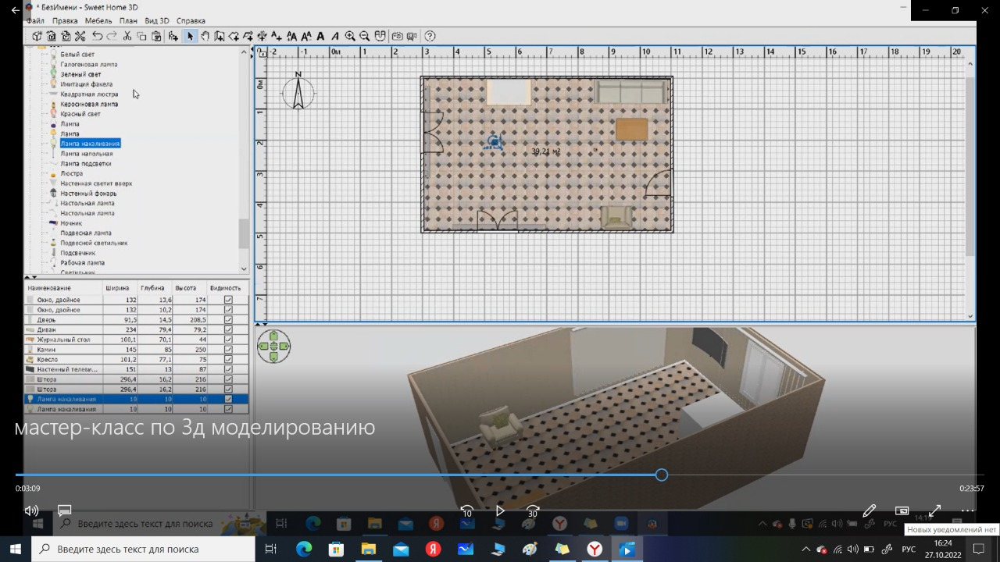 * БезИмени - Sweet Home 3D
Файл Правка Мебель План Вид 3D Справка
Белый свет
Галогеновая лампа
Зеленый свет
Имитация факела
Квадратная люстра
Керосиновая лампа
Красный свет
Лампа
Лампа
Лампа накаливания
Лампа напольная
Лампа подсветки
Люстра
Настенная светит вверх
Настенный фонарь
Настольная лампа
Настольная лампа
Ночник
Подвесная лампа
Подвесной светильник
Подсвечник
Рабочая лампа
Светильник
-2 -1 0м 1 2 3 4 5 6 7 8 9 10 11 12 13 14 15 16 17 18 19 20
0м
1
2
3
4
5
6
7
N
39,21 м²
Наименование Ширина Глубина Высота Видимость
Окно, двойное 132 13,6 174
Окно, двойное 132 10,2 174
Дверь 91,5 14,5 208,5
Диван 234 79,4 79,2
Журнальный стол 100,1 70,1 44
Камин 145 85 250
Кресло 101,2 77,1 75
Настенный телеви... 151 13 87
Штора 296,4 16,2 216
Штора 296,4 16,2 216
Лампа накаливания 10 10 10
Лампа накаливания 10 10 10
мастер-класс по 3д моделированию
0:03:09 0:23:57
10 30
Введите здесь текст для поиска РУС
Новых уведомлений нет
Введите здесь текст для поиска РУС 16:24
27.10.2022